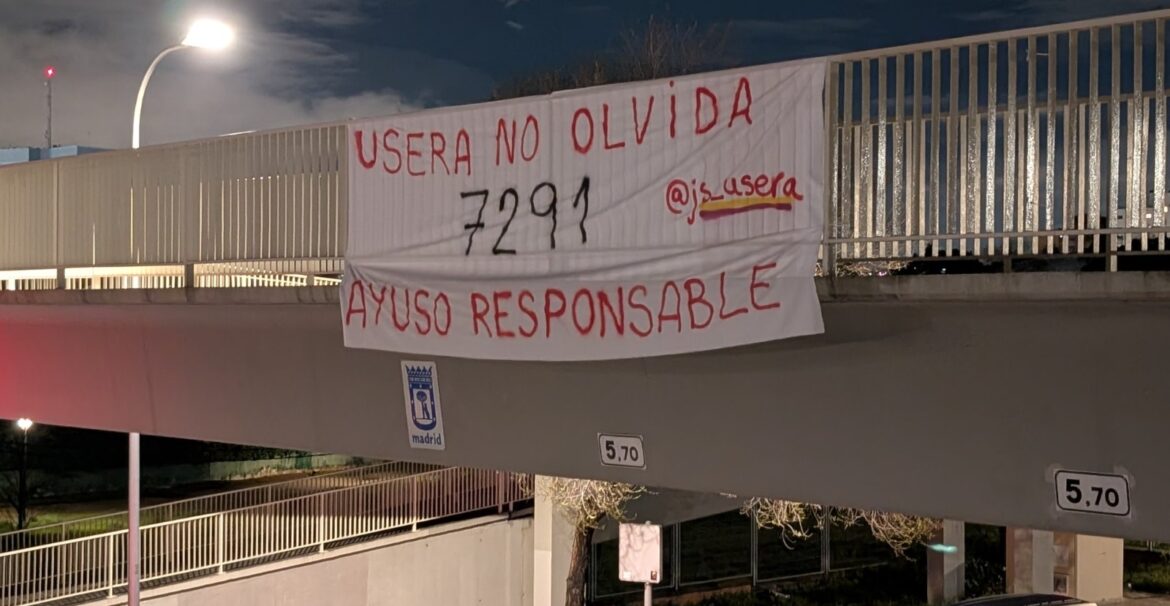 USERA NO OLVIDA
7291
@js_usera
AYUSO RESPONSABLE
madrid
5,70
5,70